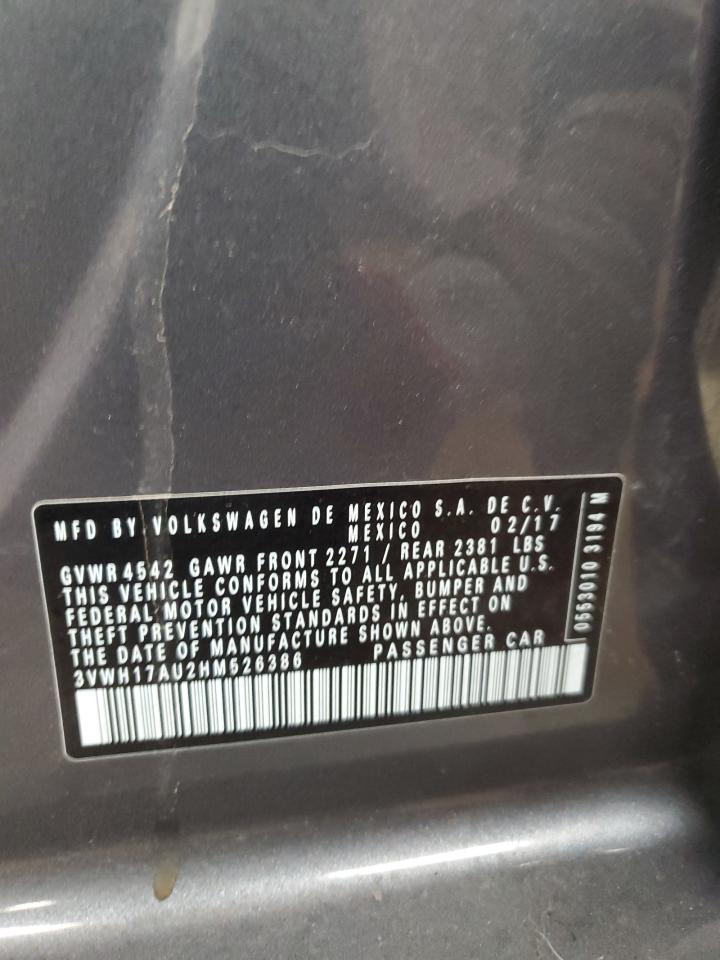 MFD BY VOLKSWAGEN DE MEXICO S.A. DE C.V.
MEXICO 02/17
GVWR 4542 GAWR FRONT 2271 / REAR 2381 LBS
THIS VEHICLE CONFORMS TO ALL APPLICABLE U.S.
FEDERAL MOTOR VEHICLE SAFETY, BUMPER AND
THEFT PREVENTION STANDARDS IN EFFECT ON
THE DATE OF MANUFACTURE SHOWN ABOVE.
3VWH17AU2HM526386 PASSENGER CAR
0553010 3194 M